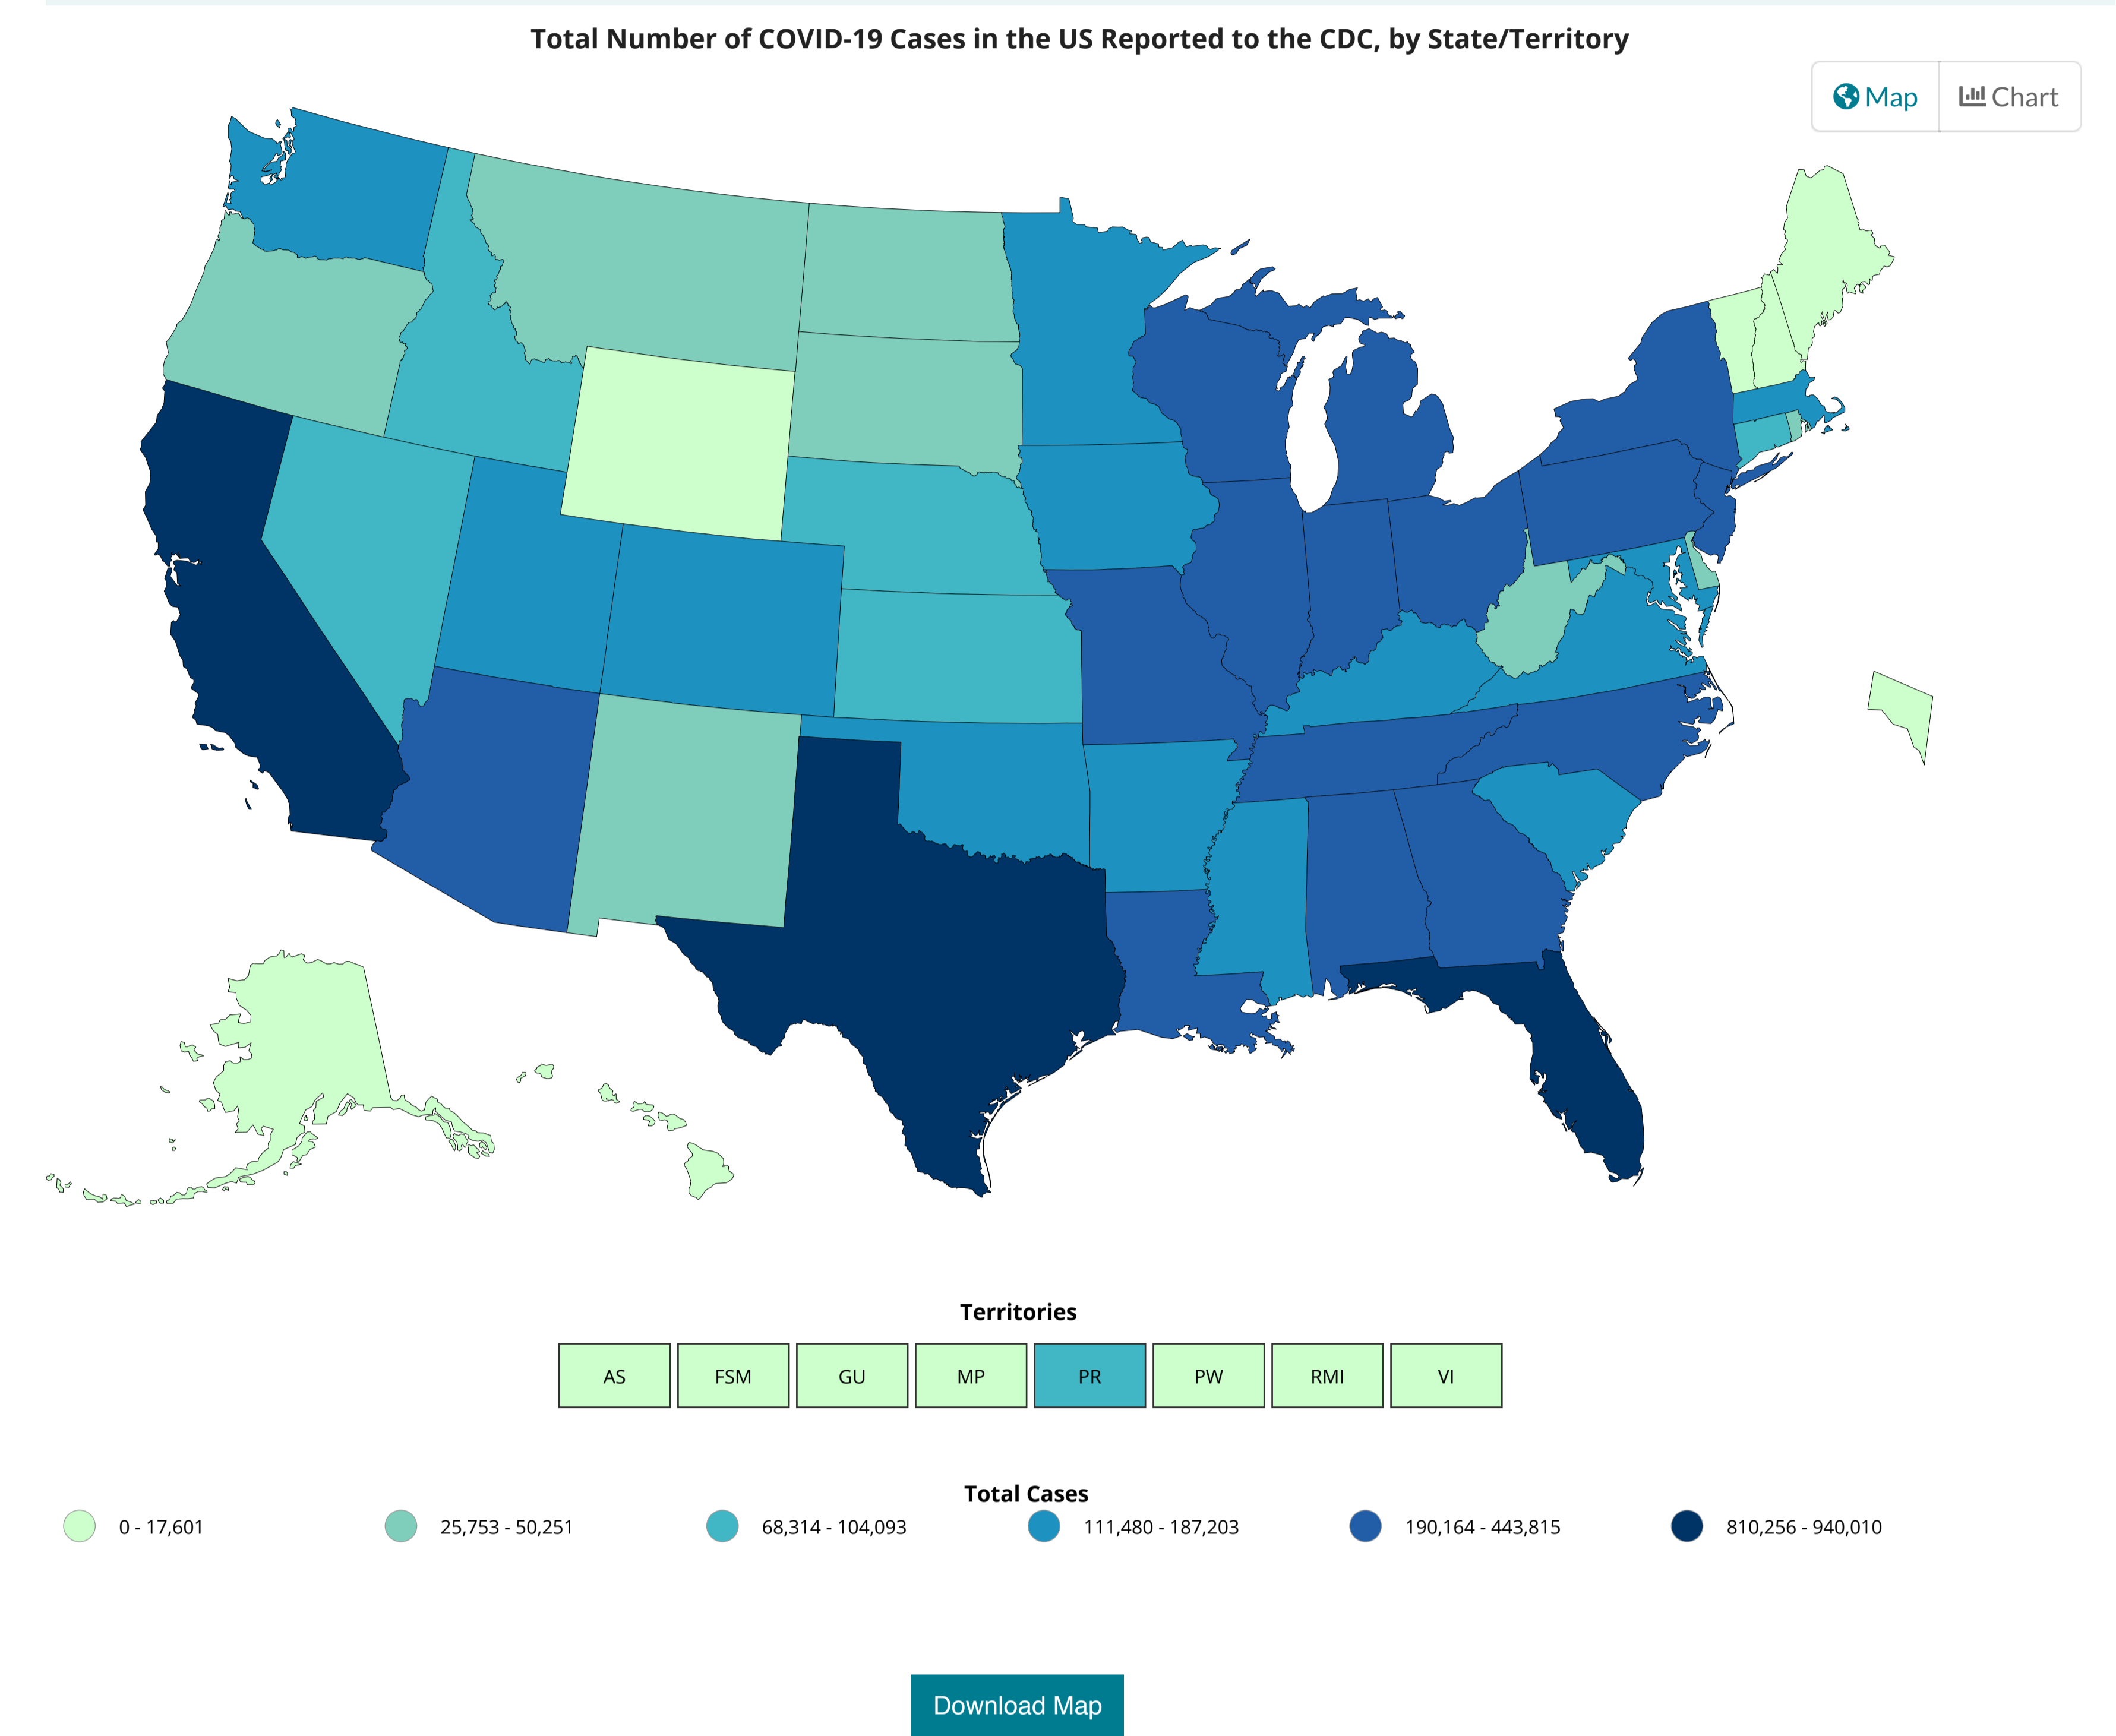 Total Number of COVID-19 Cases in the US Reported to the CDC, by State/Territory
Map
Chart
Territories
AS FSM GU MP PR PW RMI VI
Total Cases
0 - 17,601 25,753 - 50,251 68,314 - 104,093 111,480 - 187,203 190,164 - 443,815 810,256 - 940,010
Download Map